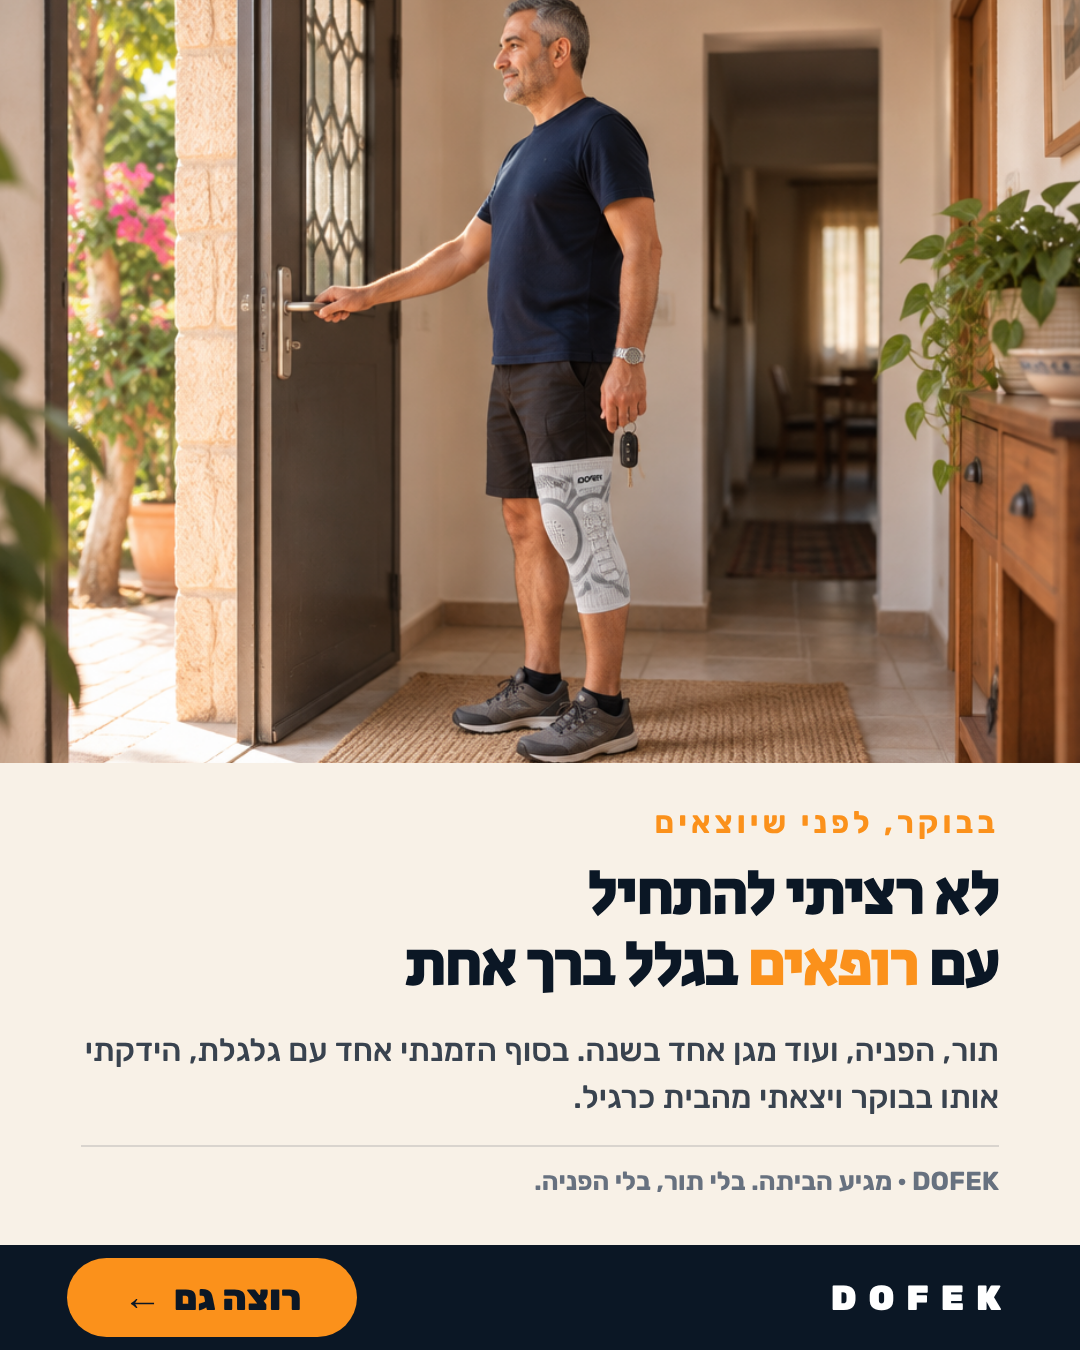 בבוקר, לפני שיוצאים
לא רציתי להתחיל
עם רופאים בגלל ברך אחת
תור, הפניה, ועוד מגן אחד בשנה. בסוף הזמנתי אחד עם גלגלת, הידקתי
אותו בבוקר ויצאתי מהבית כרגיל.
DOFEK • מגיע הביתה. בלי תור, בלי הפניה.
רוצה גם ←
DOFEK